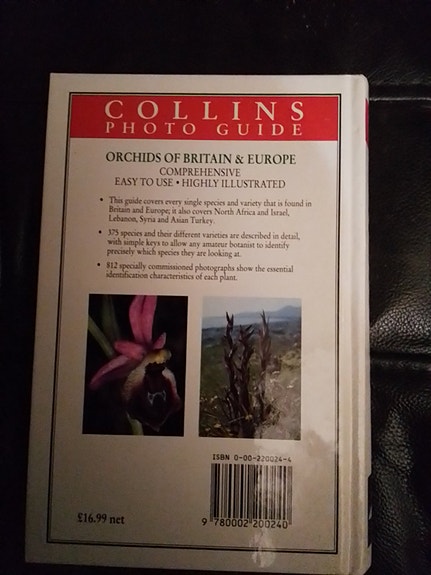 COLLINS
PHOTO GUIDE
ORCHIDS OF BRITAIN & EUROPE
COMPREHENSIVE
EASY TO USE • HIGHLY ILLUSTRATED
• This guide covers every single species and variety that is found in
Britain and Europe; it also covers North Africa and Israel,
Lebanon, Syria and Asian Turkey.
• 375 species and their different varieties are described in detail,
with simple keys to allow any amateur botanist to identify
precisely which species they are looking at.
• 812 specially commissioned photographs show the essential
identification characteristics of each plant.
ISBN 0-00-220024-4
£16.99 net
9 780002 200240